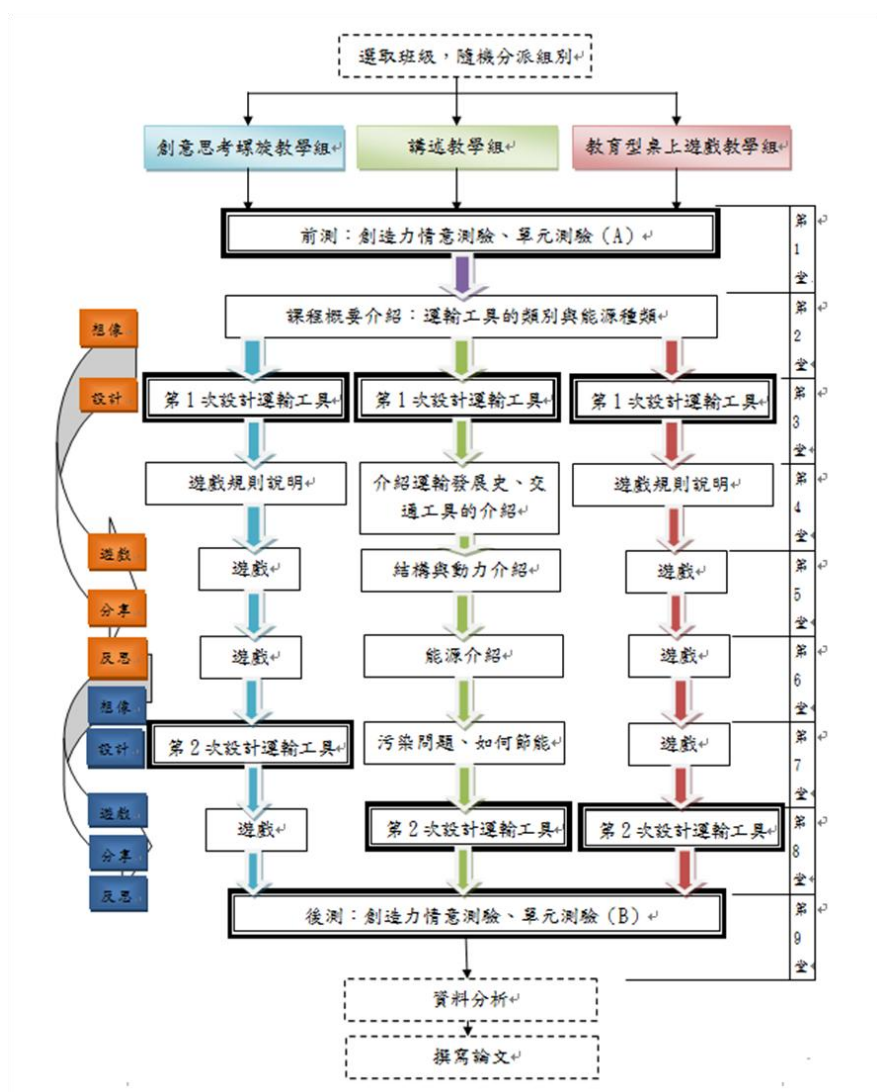 選取班級，隨機分派組別↵
創意思考螺旋教學組↵
講述教學組↵
教育型桌上遊戲教學組↵
前測：創造力情意測驗、單元測驗（A）↵
第
1
堂
課程概要介紹：運輸工具的類別與能源種類↵
第
2
堂
想像
設計
第1次設計運輸工具↵
第1次設計運輸工具↵
第1次設計運輸工具↵
第
3
堂
遊戲規則說明↵
介紹運輸發展史、交
通工具的介紹↵
遊戲規則說明↵
第
4
堂
遊戲
遊戲↵
結構與動力介紹↵
遊戲↵
第
5
堂
分享
反思
遊戲↵
能源介紹↵
遊戲↵
第
6
堂
想像
設計
第2次設計運輸工具↵
污染問題、如何節能↵
遊戲↵
第
7
堂
遊戲
遊戲↵
第2次設計運輸工具↵
第2次設計運輸工具↵
第
8
堂
分享
反思
後測：創造力情意測驗、單元測驗（B）↵
第
9
堂
資料分析↵
撰寫論文↵